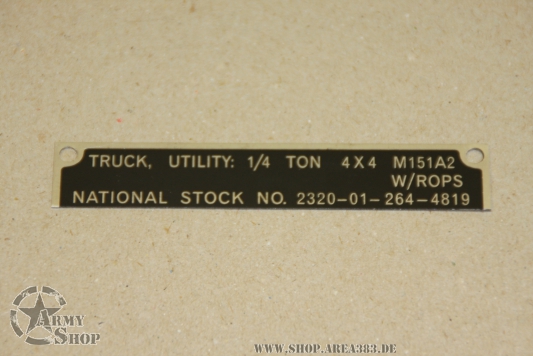 TRUCK, UTILITY: 1/4 TON 4X4 M151A2
W/ROPS
NATIONAL STOCK NO. 2320-01-264-4819
ARMY
SHOP
WWW.SHOP.AREA383.DE